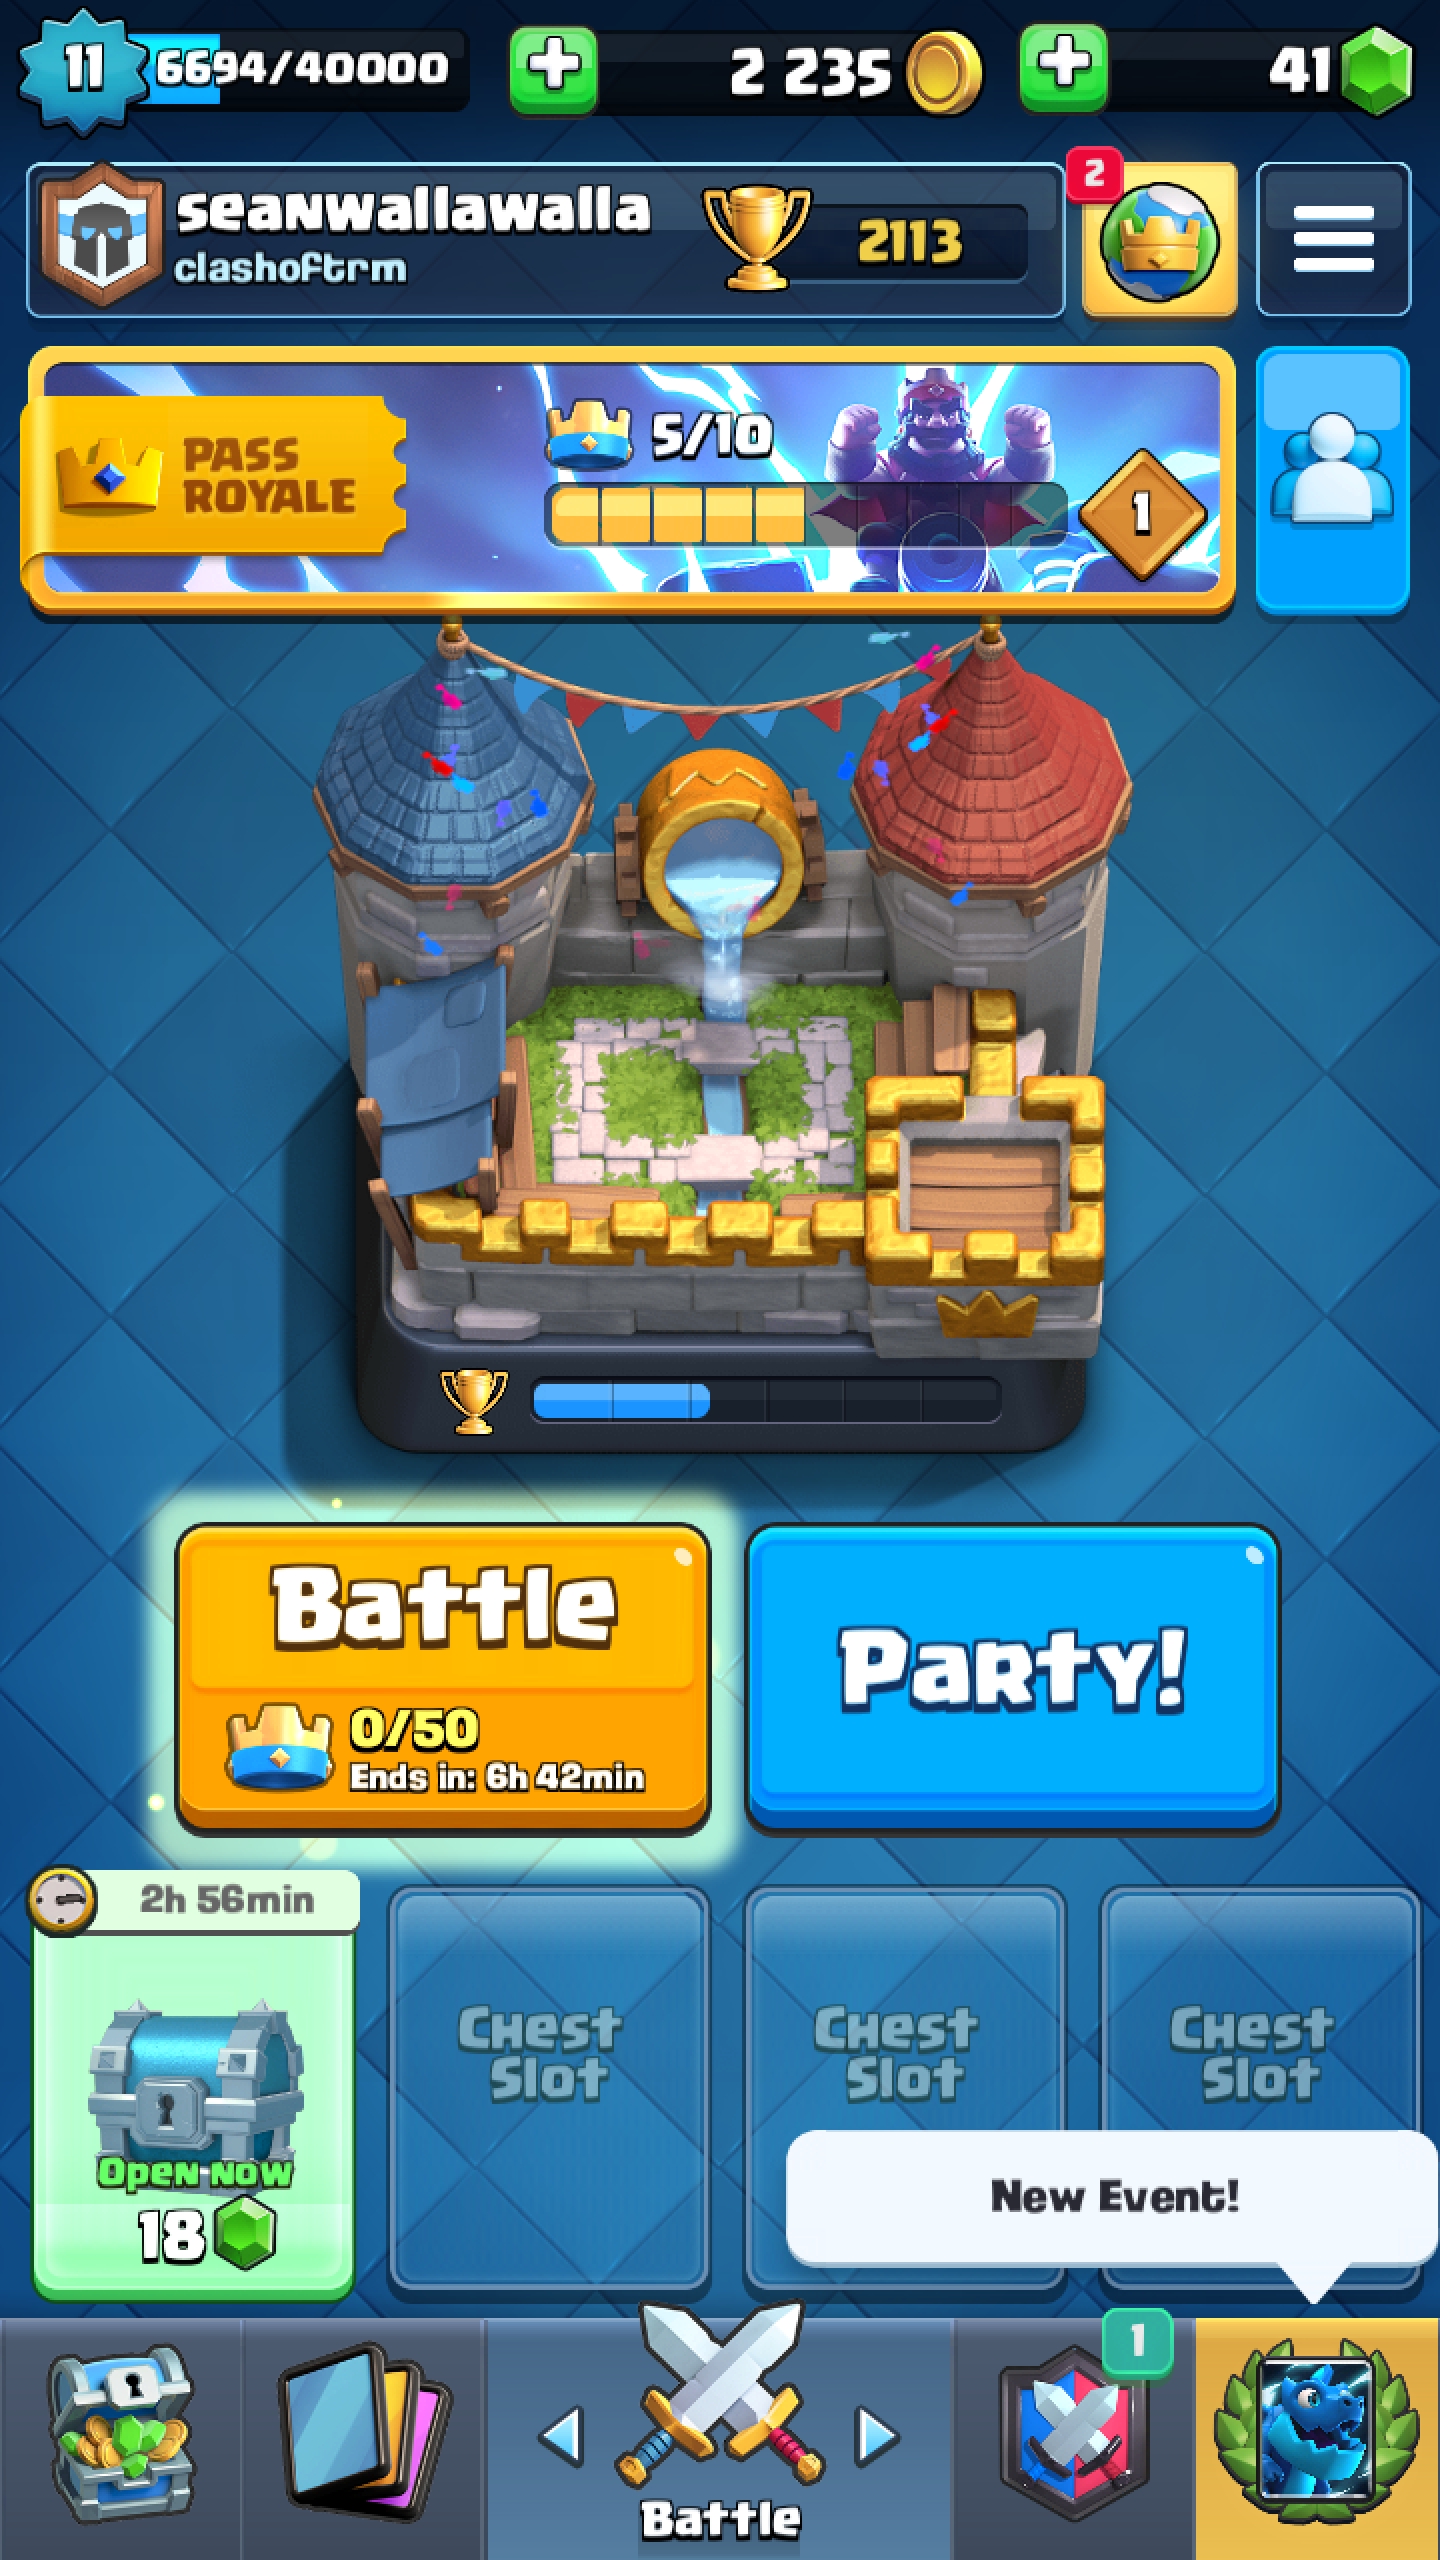 11
6694/40000
2 235
41
seanwallawalla
clashoftrm
2113
2
PASS
ROYALE
5/10
1
Battle
0/50
Ends in: 6h 42min
Party!
2h 56min
Open now
18
Chest
Slot
Chest
Slot
Chest
Slot
New Event!
1
Battle